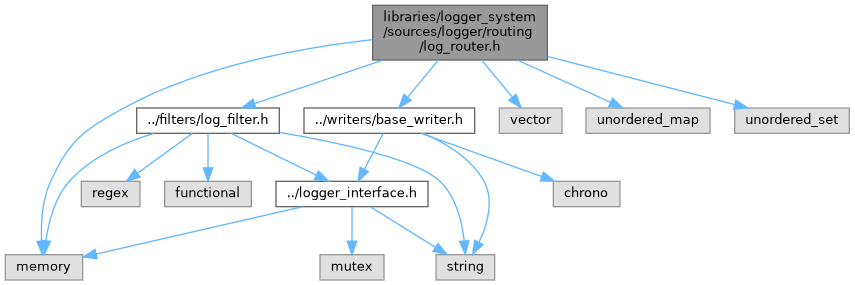 libraries/logger_system
/sources/logger/routing
/log_router.h
../filters/log_filter.h
../writers/base_writer.h
vector
unordered_map
unordered_set
regex
functional
../logger_interface.h
chrono
memory
mutex
string